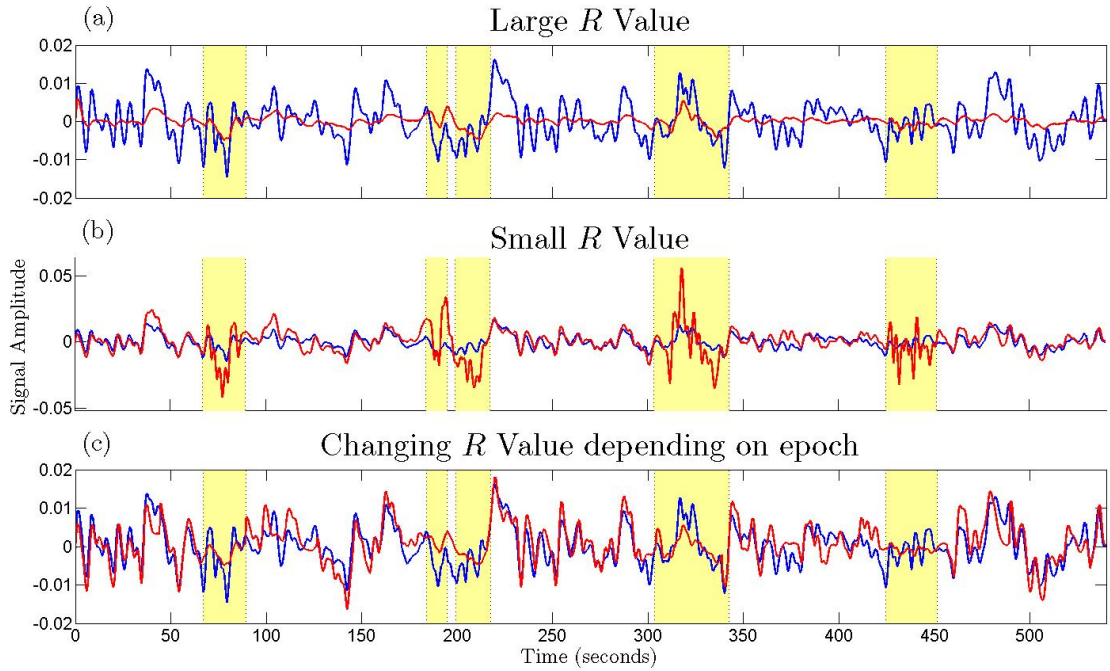 (a)
Large R Value
0.02
0.01
0
-0.01
-0.02
(b)
Small R Value
0.05
0
-0.05
Signal Amplitude
(c)
Changing R Value depending on epoch
0.02
0.01
0
-0.01
-0.02
0 50 100 150 200 250 300 350 400 450 500
Time (seconds)